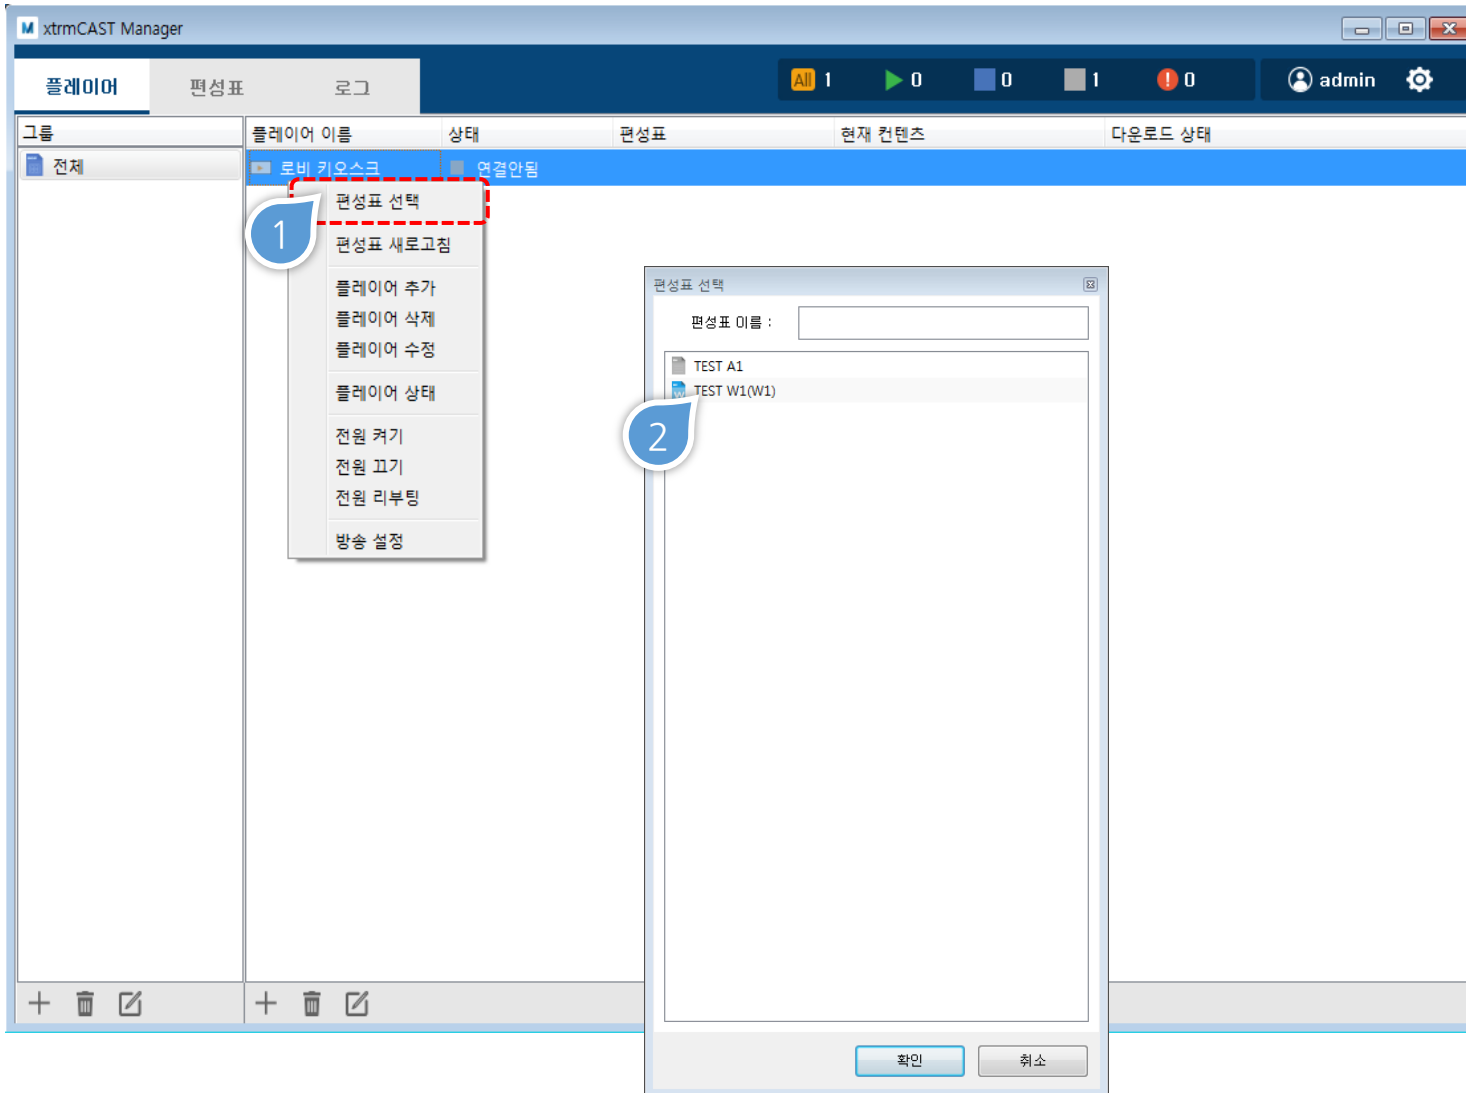 M xtrmCAST Manager
플레이어 편성표 로그 All 1 0 0 1 0 admin
그룹 플레이어 이름 상태 편성표 현재 컨텐츠 다운로드 상태
전체 로비 키오스크 연결안됨
1
편성표 선택
편성표 새로고침
플레이어 추가
플레이어 삭제
플레이어 수정
플레이어 상태
전원 켜기
전원 끄기
전원 리부팅
방송 설정
편성표 선택
편성표 이름 :
TEST A1
W TEST W1(W1)
2
확인 취소